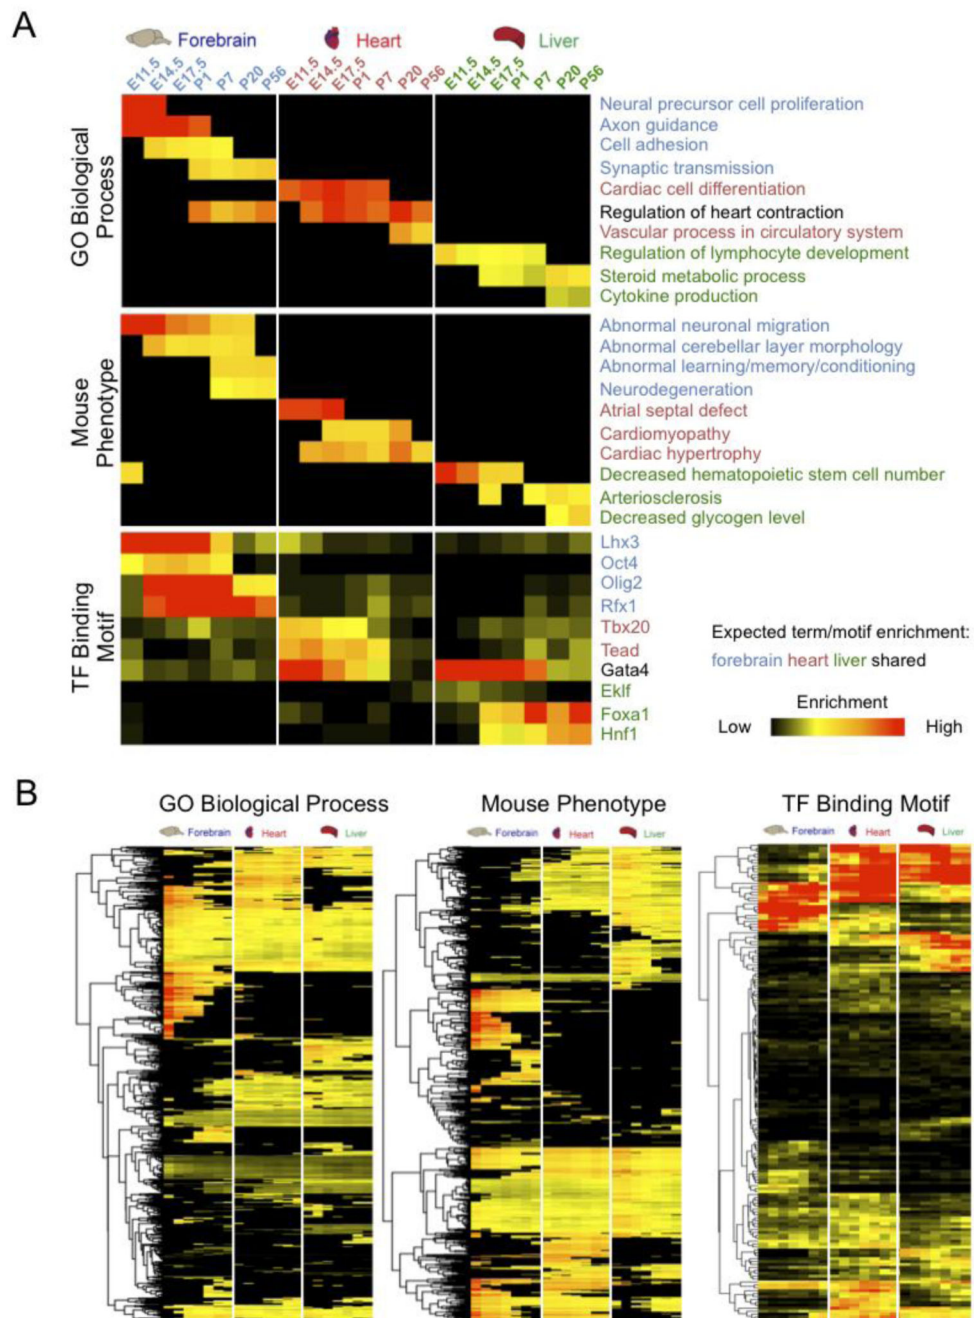 A
Forebrain
Heart
Liver
E11.5 E14.5 E17.5 P1 P7 P20 P56 E11.5 E14.5 E17.5 P1 P7 P20 P56 E11.5 E14.5 E17.5 P1 P7 P20 P56
GO Biological
Process
Neural precursor cell proliferation
Axon guidance
Cell adhesion
Synaptic transmission
Cardiac cell differentiation
Regulation of heart contraction
Vascular process in circulatory system
Regulation of lymphocyte development
Steroid metabolic process
Cytokine production
Mouse
Phenotype
Abnormal neuronal migration
Abnormal cerebellar layer morphology
Abnormal learning/memory/conditioning
Neurodegeneration
Atrial septal defect
Cardiomyopathy
Cardiac hypertrophy
Decreased hematopoietic stem cell number
Arteriosclerosis
Decreased glycogen level
TF Binding
Motif
Lhx3
Oct4
Olig2
Rfx1
Tbx20
Tead
Gata4
Eklf
Foxa1
Hnf1
Expected term/motif enrichment:
forebrain heart liver shared
Enrichment
Low High
B
GO Biological Process
Forebrain Heart Liver
Mouse Phenotype
Forebrain Heart Liver
TF Binding Motif
Forebrain Heart Liver